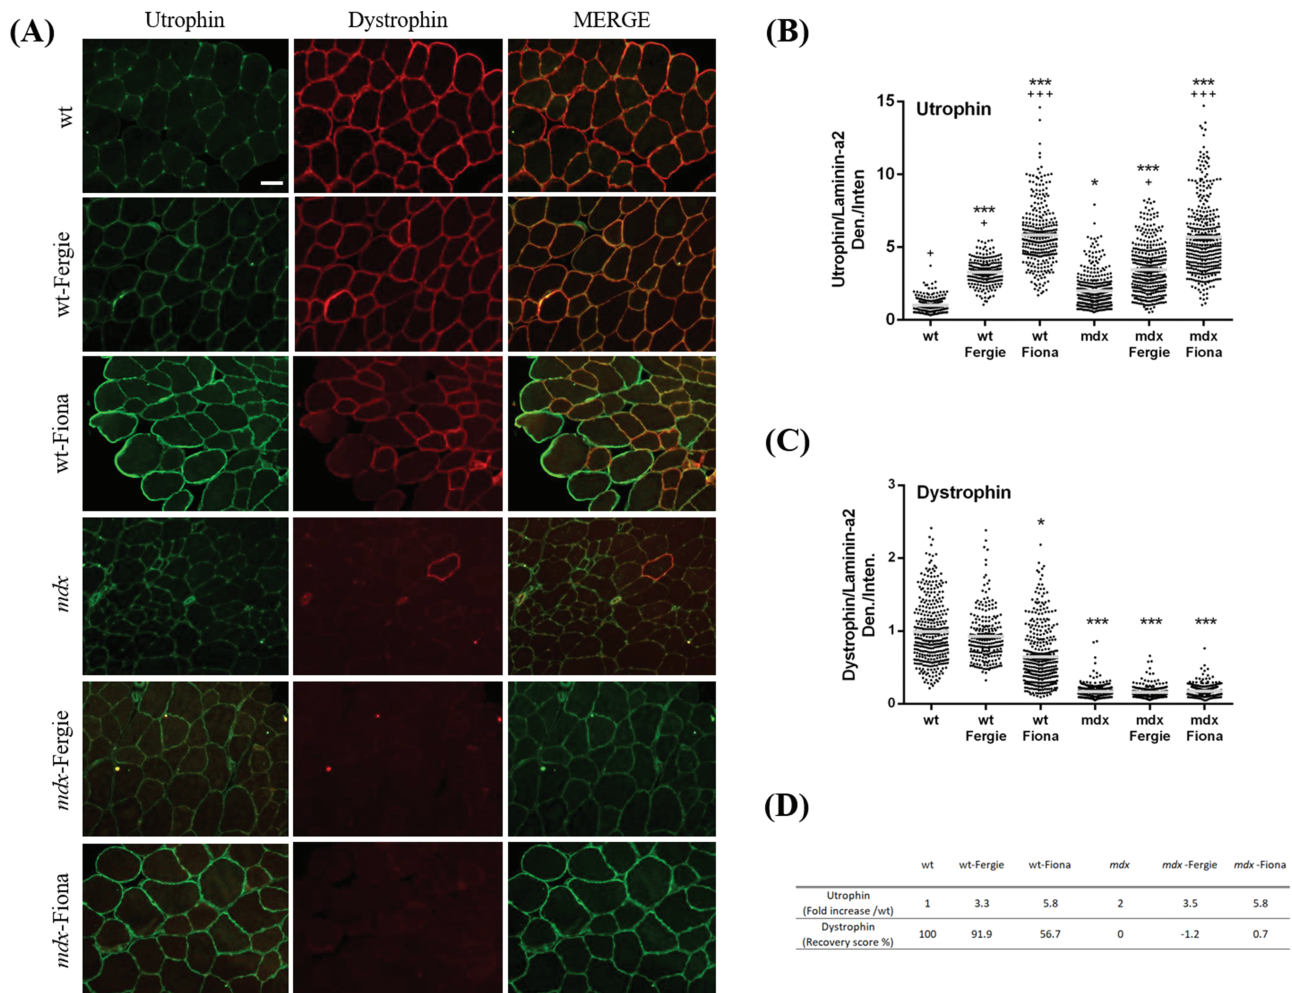 (A)
Utrophin Dystrophin MERGE
wt
wt-Fergie
wt-Fiona
mdx
mdx-Fergie
mdx-Fiona
(B)
Utrophin
Utrophin/Laminin-a2
Den./Inten
15
10
5
0
+
***
+
***
+++
*
***
+
***
+++
wt wt mdx mdx mdx
Fergie Fiona Fergie Fiona
(C)
Dystrophin
Dystrophin/Laminin-a2
Den./Inten.
3
2
1
0
*
*** *** ***
wt wt wt mdx mdx mdx
Fergie Fiona Fergie Fiona
(D)
wt wt-Fergie wt-Fiona mdx mdx -Fergie mdx -Fiona
Utrophin
(Fold increase /wt) 1 3.3 5.8 2 3.5 5.8
Dystrophin
(Recovery score %) 100 91.9 56.7 0 -1.2 0.7